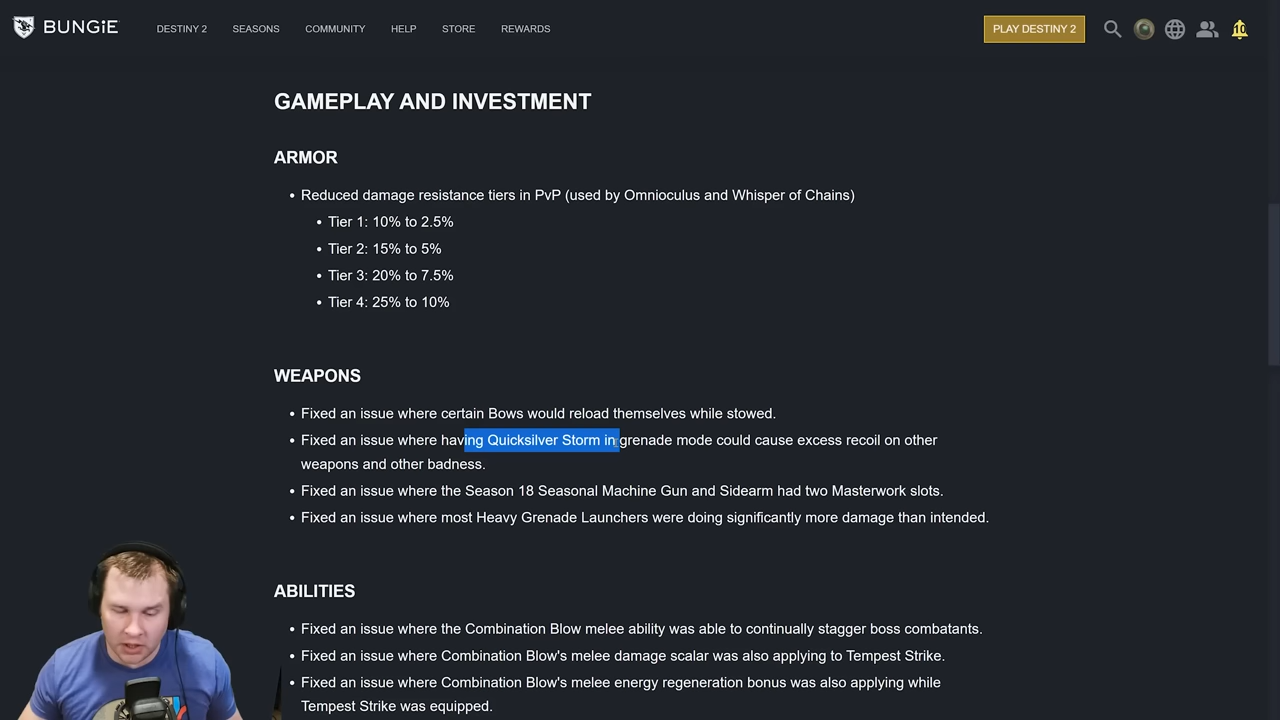 BUNGiE DESTINY 2 SEASONS COMMUNITY HELP STORE REWARDS PLAY DESTINY 2 10
GAMEPLAY AND INVESTMENT
ARMOR
• Reduced damage resistance tiers in PvP (used by Omnioculus and Whisper of Chains)
• Tier 1: 10% to 2.5%
• Tier 2: 15% to 5%
• Tier 3: 20% to 7.5%
• Tier 4: 25% to 10%
WEAPONS
• Fixed an issue where certain Bows would reload themselves while stowed.
• Fixed an issue where having Quicksilver Storm in grenade mode could cause excess recoil on other
weapons and other badness.
• Fixed an issue where the Season 18 Seasonal Machine Gun and Sidearm had two Masterwork slots.
• Fixed an issue where most Heavy Grenade Launchers were doing significantly more damage than intended.
ABILITIES
• Fixed an issue where the Combination Blow melee ability was able to continually stagger boss combatants.
• Fixed an issue where Combination Blow's melee damage scalar was also applying to Tempest Strike.
• Fixed an issue where Combination Blow's melee energy regeneration bonus was also applying while
Tempest Strike was equipped.